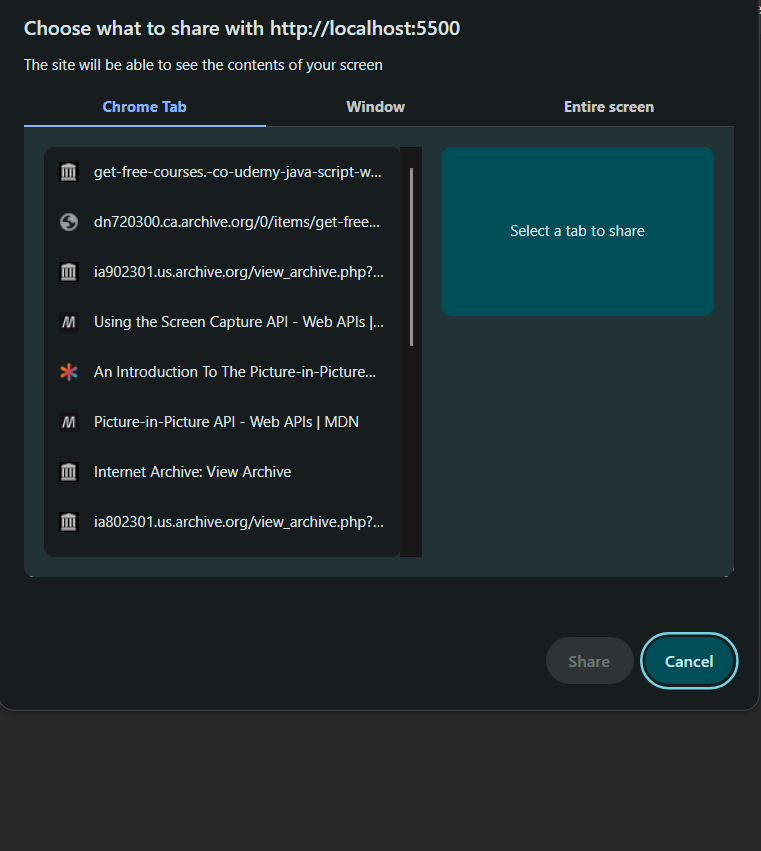 Choose what to share with http://localhost:5500
The site will be able to see the contents of your screen
Chrome Tab
Window
Entire screen
get-free-courses.-co-udemy-java-script-w...
dn720300.ca.archive.org/0/items/get-free...
ia902301.us.archive.org/view_archive.php?...
Using the Screen Capture API - Web APIs |...
An Introduction To The Picture-in-Picture...
Picture-in-Picture API - Web APIs | MDN
Internet Archive: View Archive
ia802301.us.archive.org/view_archive.php?...
Select a tab to share
Share
Cancel